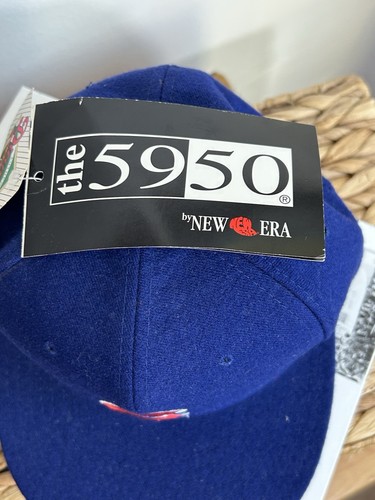 the 5950®
by NEW ERA